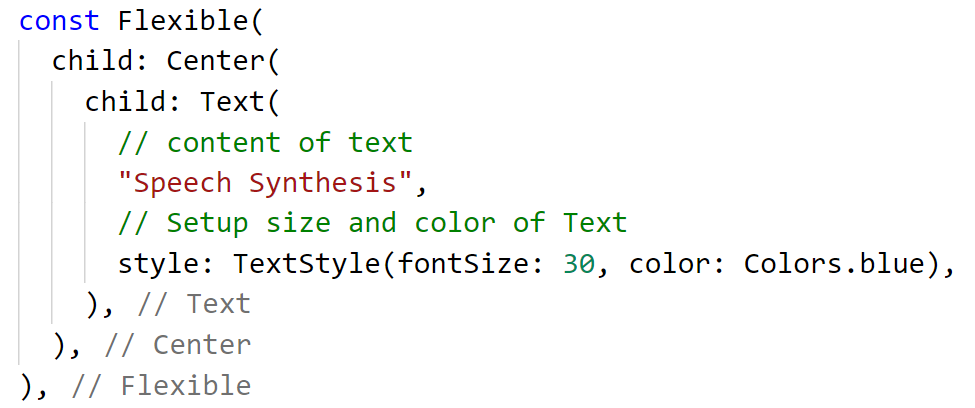 const Flexible(
child: Center(
child: Text(
// content of text
"Speech Synthesis",
// Setup size and color of Text
style: TextStyle(fontSize: 30, color: Colors.blue),
), // Text
), // Center
), // Flexible